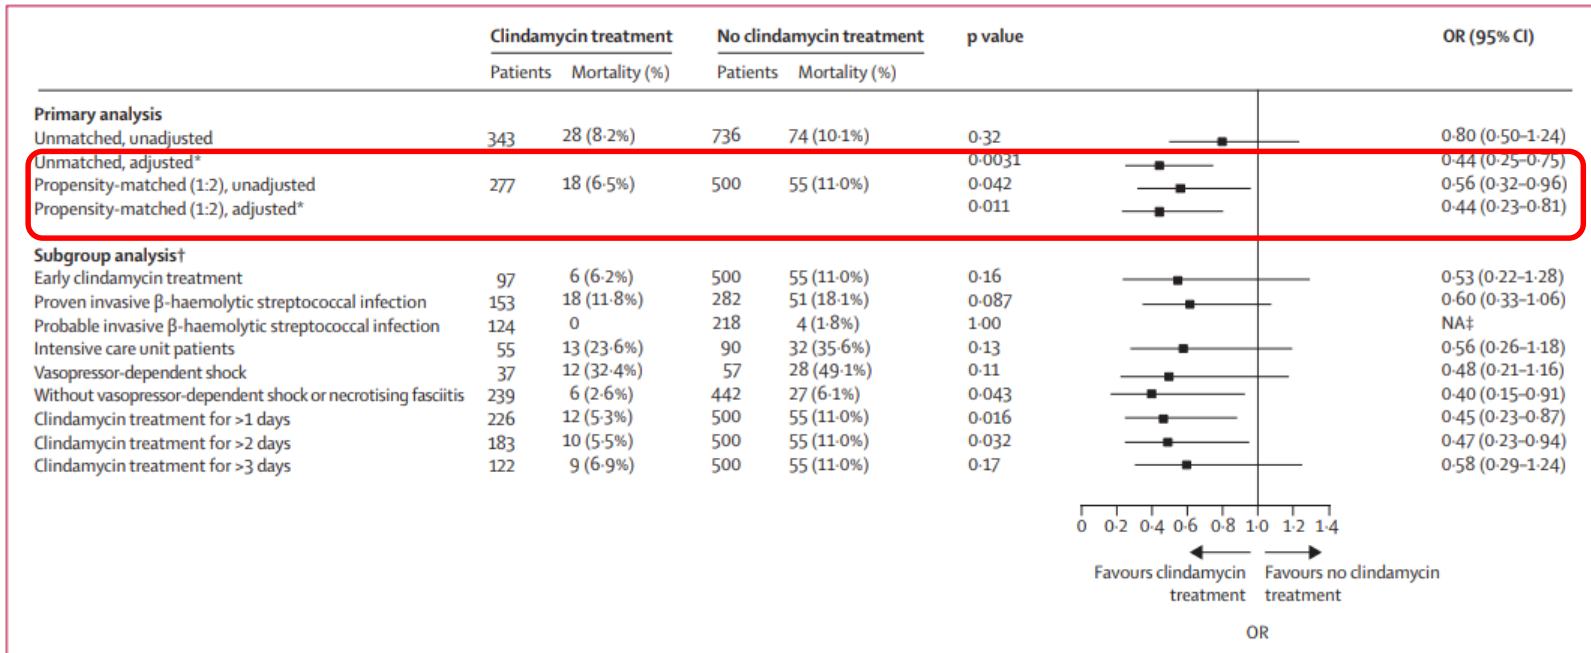 Clindamycin treatment No clindamycin treatment p value OR (95% CI)
Patients Mortality (%) Patients Mortality (%)
Primary analysis
Unmatched, unadjusted 343 28 (8·2%) 736 74 (10·1%) 0·32 0·80 (0·50–1·24)
Unmatched, adjusted* 0·0031 0·44 (0·25–0·75)
Propensity-matched (1:2), unadjusted 277 18 (6·5%) 500 55 (11·0%) 0·042 0·56 (0·32–0·96)
Propensity-matched (1:2), adjusted* 0·011 0·44 (0·23–0·81)
Subgroup analysis†
Early clindamycin treatment 97 6 (6·2%) 500 55 (11·0%) 0·16 0·53 (0·22–1·28)
Proven invasive β-haemolytic streptococcal infection 153 18 (11·8%) 282 51 (18·1%) 0·087 0·60 (0·33–1·06)
Probable invasive β-haemolytic streptococcal infection 124 0 218 4 (1·8%) 1·00 NA‡
Intensive care unit patients 55 13 (23·6%) 90 32 (35·6%) 0·13 0·56 (0·26–1·18)
Vasopressor-dependent shock 37 12 (32·4%) 57 28 (49·1%) 0·11 0·48 (0·21–1·16)
Without vasopressor-dependent shock or necrotising fasciitis 239 6 (2·6%) 442 27 (6·1%) 0·043 0·40 (0·15–0·91)
Clindamycin treatment for >1 days 226 12 (5·3%) 500 55 (11·0%) 0·016 0·45 (0·23–0·87)
Clindamycin treatment for >2 days 183 10 (5·5%) 500 55 (11·0%) 0·032 0·47 (0·23–0·94)
Clindamycin treatment for >3 days 122 9 (6·9%) 500 55 (11·0%) 0·17 0·58 (0·29–1·24)
0 0·2 0·4 0·6 0·8 1·0 1·2 1·4
Favours clindamycin Favours no clindamycin
treatment treatment
OR